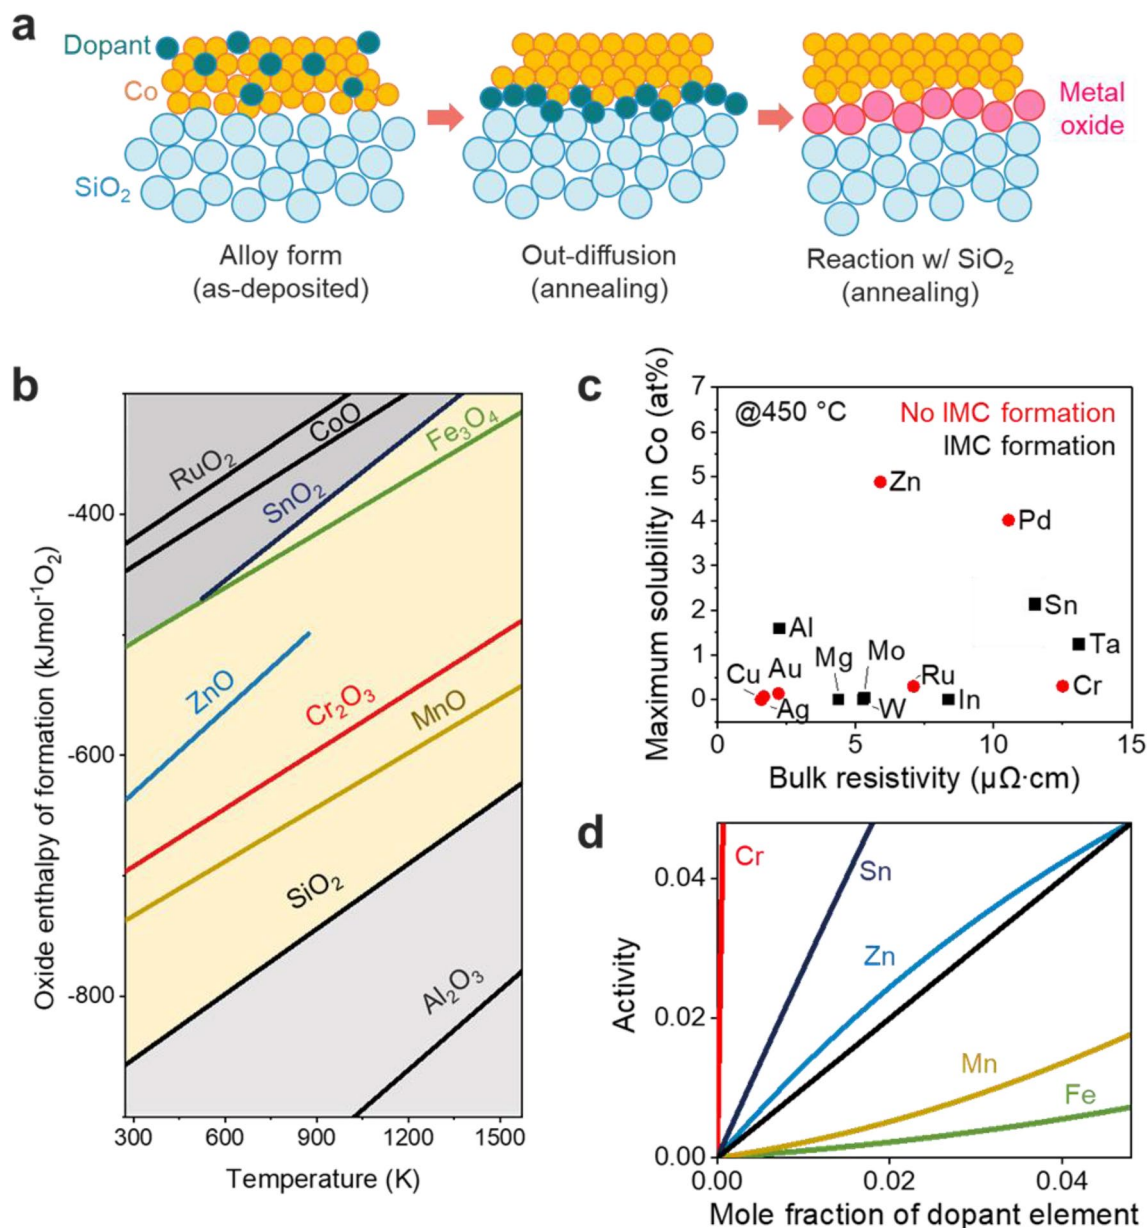 a
Dopant
Co
SiO₂
Metal
oxide
Alloy form
(as-deposited)
Out-diffusion
(annealing)
Reaction w/ SiO₂
(annealing)
b
Oxide enthalpy of formation (kJmol⁻¹O₂)
-400
-600
-800
RuO₂
CoO
SnO₂
Fe₃O₄
ZnO
Cr₂O₃
MnO
SiO₂
Al₂O₃
300 600 900 1200 1500
Temperature (K)
c
Maximum solubility in Co (at%)
7
6
5
4
3
2
1
0
@450 °C
No IMC formation
IMC formation
Zn
Pd
Sn
Al
Ta
Cu
Au
Mg
Mo
Ru
Ag
W
In
Cr
0 5 10 15
Bulk resistivity (μΩ·cm)
d
Activity
0.04
0.02
0.00
Cr
Sn
Zn
Mn
Fe
0.00 0.02 0.04
Mole fraction of dopant element